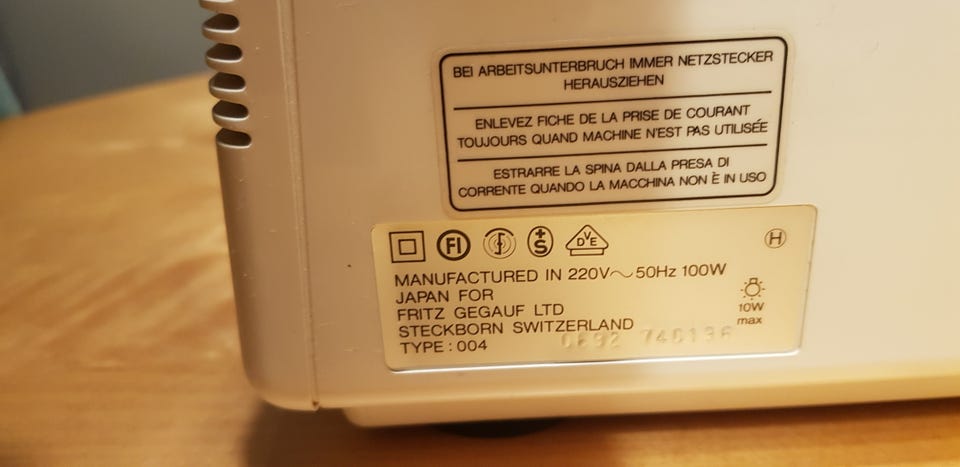 BEI ARBEITSUNTERBRUCH IMMER NETZSTECKER
HERAUSZIEHEN
ENLEVEZ FICHE DE LA PRISE DE COURANT
TOUJOURS QUAND MACHINE N'EST PAS UTILISÉE
ESTRARRE LA SPINA DALLA PRESA DI
CORRENTE QUANDO LA MACCHINA NON È IN USO
FI +S DVE H
MANUFACTURED IN 220V~50Hz 100W
JAPAN FOR
FRITZ GEGAUF LTD
STECKBORN SWITZERLAND
TYPE : 004
10W
max